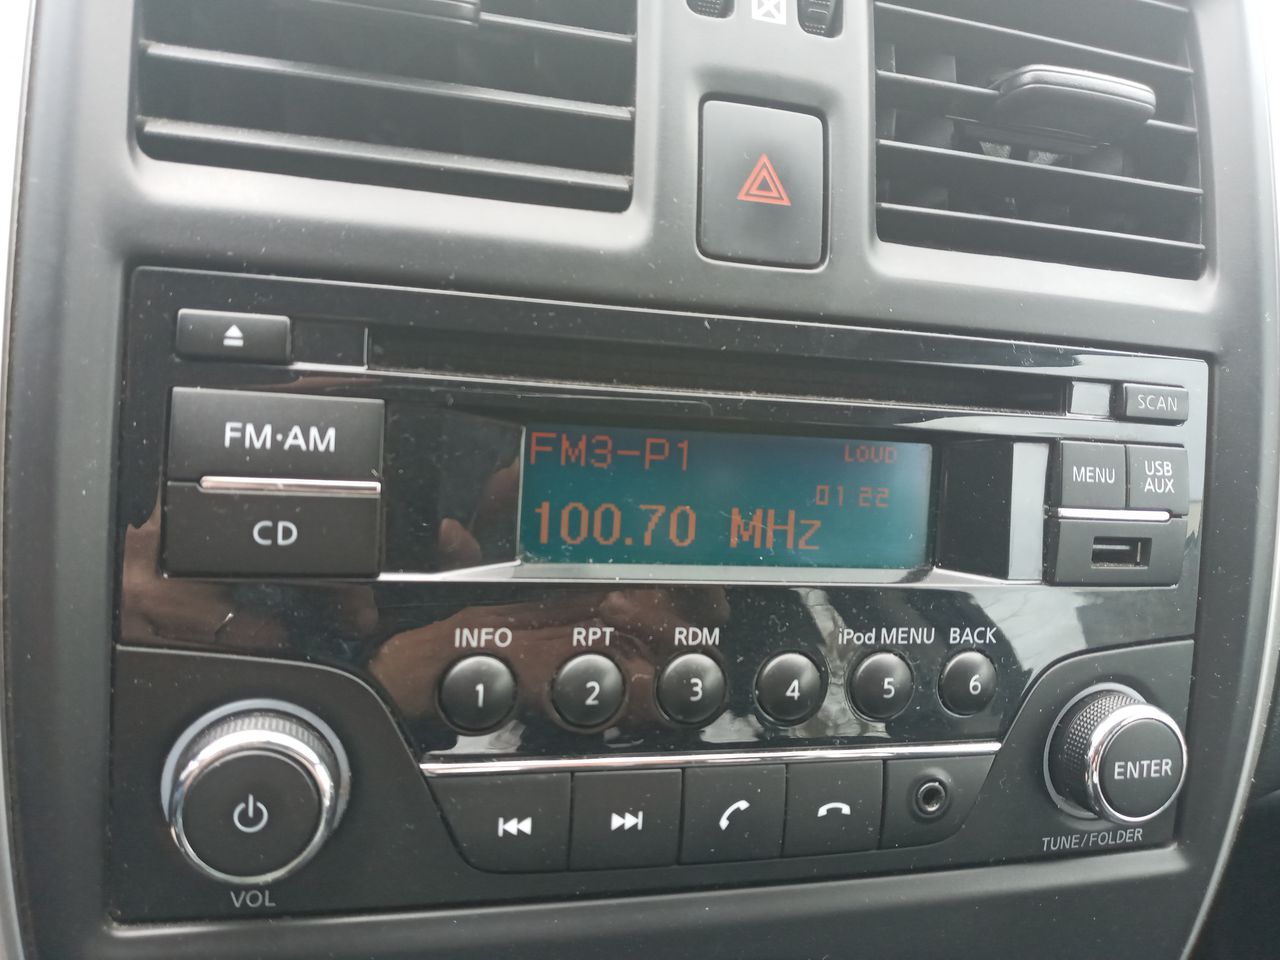 SCAN
FM·AM
CD
FM3-P1
LOUD
01 22
100.70 MHz
MENU
USB
AUX
INFO
RPT
RDM
iPod MENU
BACK
1
2
3
4
5
6
ENTER
TUNE/FOLDER
VOL